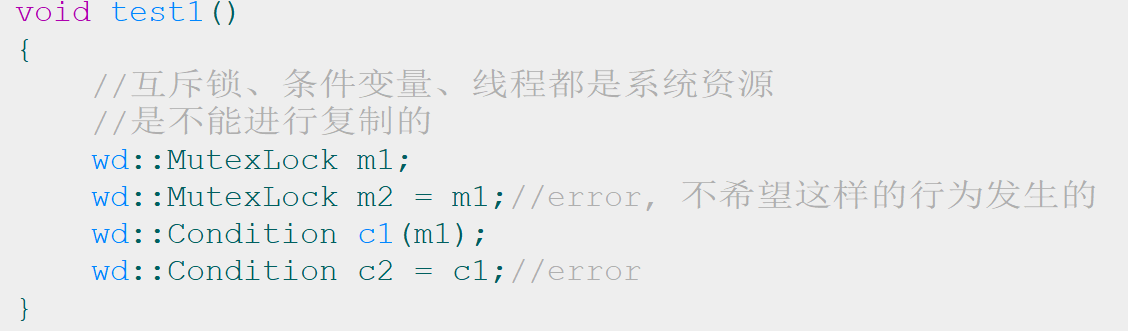 void test1()
{
//互斥锁、条件变量、线程都是系统资源
//是不能进行复制的
wd::MutexLock m1;
wd::MutexLock m2 = m1;//error, 不希望这样的行为发生的
wd::Condition c1(m1);
wd::Condition c2 = c1;//error
}